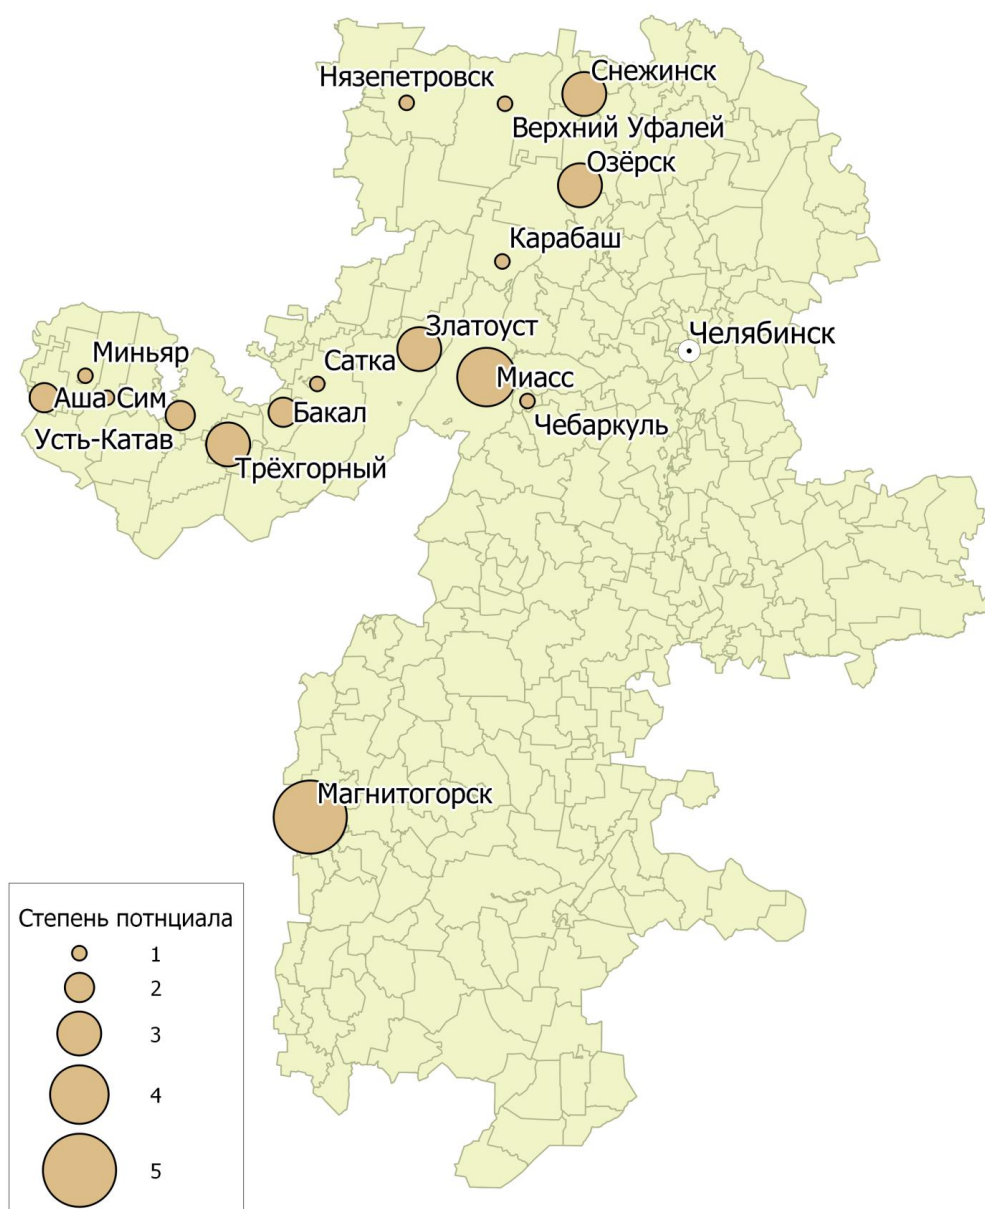 Нязепетровск
Снежинск
Верхний Уфалей
Озёрск
Карабаш
Златоуст
Челябинск
Миньяр
Сатка
Миасс
Аша
Сим
Бакал
Чебаркуль
Усть-Катав
Трёхгорный
Магнитогорск
Степень потнциала
1
2
3
4
5